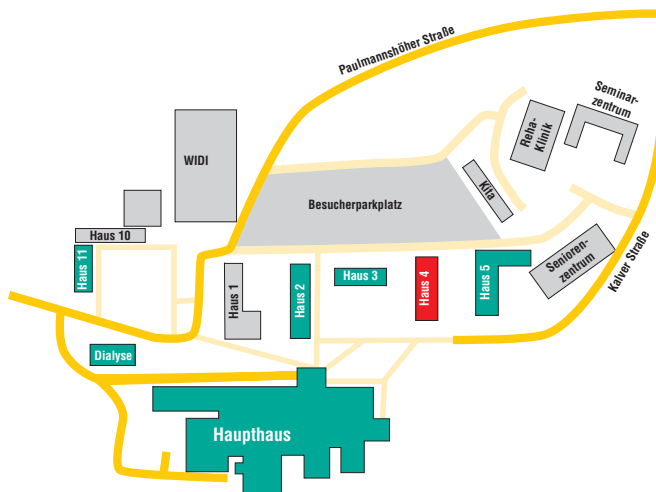 Paulmannshöher Straße
Seminar-
zentrum
Reha-
Klinik
WIDI
Kita
Besucherparkplatz
Haus 10
Haus 11
Senioren-
zentrum
Kalver Straße
Haus 1
Haus 2
Haus 3
Haus 4
Haus 5
Dialyse
Haupthaus